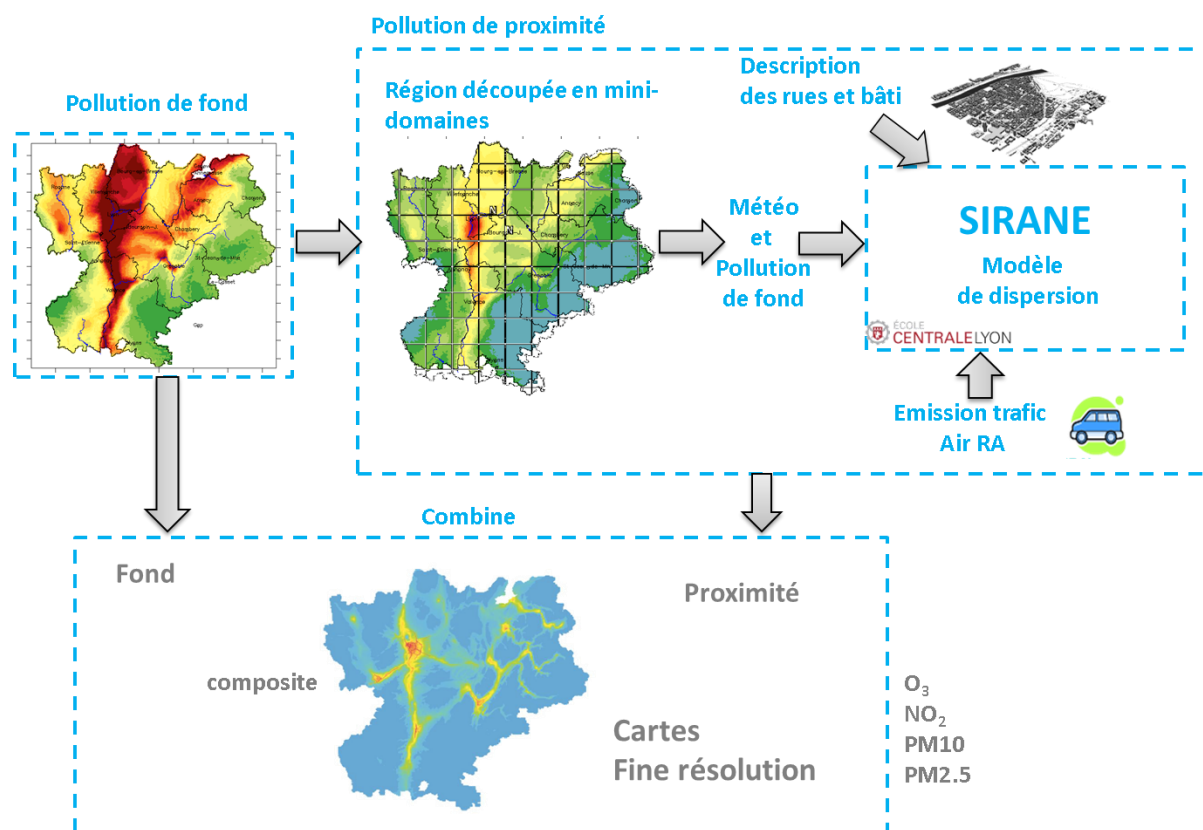 Pollution de proximité
Pollution de fond
Région découpée en mini-
domaines
Description
des rues et bâti
Météo
et
Pollution
de fond
SIRANE
Modèle
de dispersion
ÉCOLE
CENTRALELYON
Emission trafic
Air RA
Combine
Fond
Proximité
composite
Cartes
Fine résolution
O₃
NO₂
PM10
PM2.5